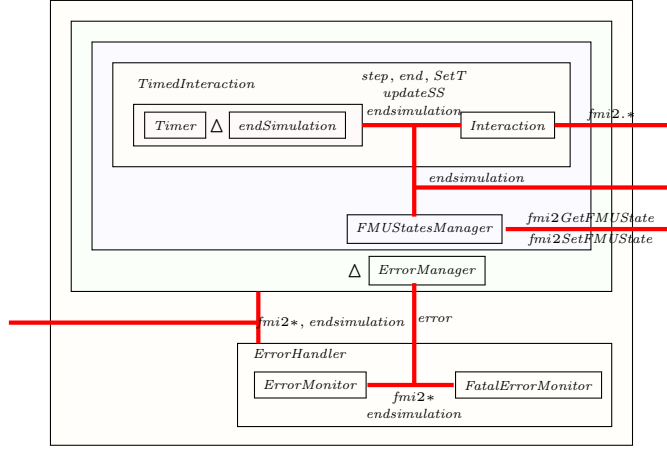 step, end, SetT
TimedInteraction
updateSS
endsimulation
Timer △ endSimulation
Interaction
fmi2.*
endsimulation
FMUStatesManager
fmi2GetFMUState
fmi2SetFMUState
△ ErrorManager
fmi2*, endsimulation
error
ErrorHandler
ErrorMonitor
FatalErrorMonitor
fmi2*
endsimulation